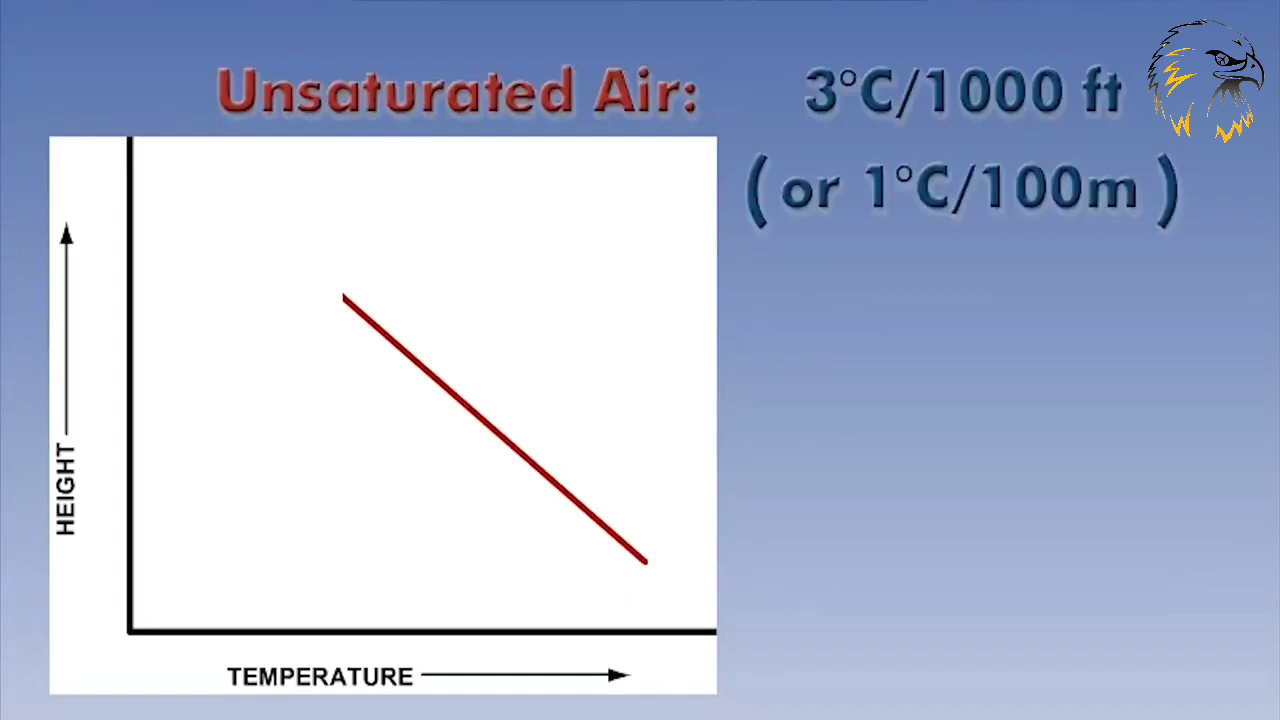 Unsaturated Air: 3°C/1000 ft
( or 1°C/100m )
HEIGHT
TEMPERATURE